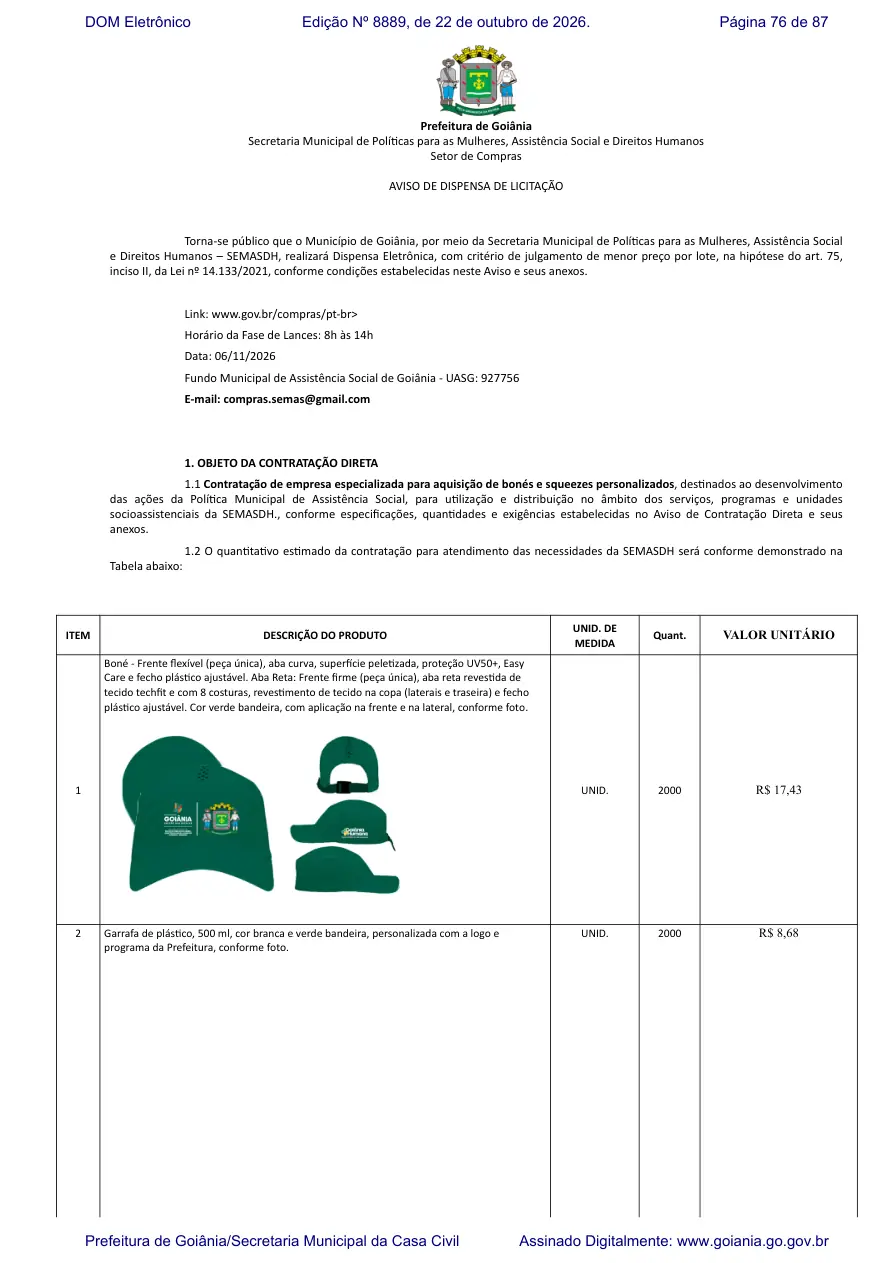 DOM Eletrônico Edição Nº 8889, de 22 de outubro de 2026. Página 76 de 87
Prefeitura de Goiânia
Secretaria Municipal de Políticas para as Mulheres, Assistência Social e Direitos Humanos
Setor de Compras
AVISO DE DISPENSA DE LICITAÇÃO
Torna-se público que o Município de Goiânia, por meio da Secretaria Municipal de Políticas para as Mulheres, Assistência Social
e Direitos Humanos – SEMASDH, realizará Dispensa Eletrônica, com critério de julgamento de menor preço por lote, na hipótese do art. 75,
inciso II, da Lei nº 14.133/2021, conforme condições estabelecidas neste Aviso e seus anexos.
Link: www.gov.br/compras/pt-br>
Horário da Fase de Lances: 8h às 14h
Data: 06/11/2026
Fundo Municipal de Assistência Social de Goiânia - UASG: 927756
E-mail: compras.semas@gmail.com
1. OBJETO DA CONTRATAÇÃO DIRETA
1.1 Contratação de empresa especializada para aquisição de bonés e squeezes personalizados, destinados ao desenvolvimento
das ações da Política Municipal de Assistência Social, para utilização e distribuição no âmbito dos serviços, programas e unidades
socioassistenciais da SEMASDH., conforme especificações, quantidades e exigências estabelecidas no Aviso de Contratação Direta e seus
anexos.
1.2 O quantitativo estimado da contratação para atendimento das necessidades da SEMASDH será conforme demonstrado na
Tabela abaixo:
ITEM DESCRIÇÃO DO PRODUTO UNID. DE MEDIDA Quant. VALOR UNITÁRIO
Boné - Frente flexível (peça única), aba curva, superfície peletizada, proteção UV50+, Easy
Care e fecho plástico ajustável. Aba Reta: Frente firme (peça única), aba reta revestida de
tecido techfit e com 8 costuras, revestimento de tecido na copa (laterais e traseira) e fecho
plástico ajustável. Cor verde bandeira, com aplicação na frente e na lateral, conforme foto.
GOIÂNIA
Goiânia
Humana
1 UNID. 2000 R$ 17,43
2 Garrafa de plástico, 500 ml, cor branca e verde bandeira, personalizada com a logo e UNID. 2000 R$ 8,68
programa da Prefeitura, conforme foto.
Prefeitura de Goiânia/Secretaria Municipal da Casa Civil Assinado Digitalmente: www.goiania.go.gov.br